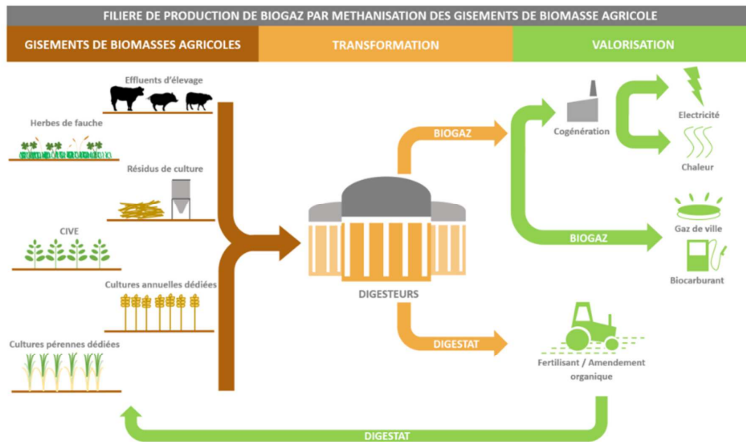 FILIERE DE PRODUCTION DE BIOGAZ PAR METHANISATION DES GISEMENTS DE BIOMASSE AGRICOLE
GISEMENTS DE BIOMASSES AGRICOLES
TRANSFORMATION
VALORISATION
Effluents d'élevage
Herbes de fauche
Résidus de culture
CIVE
Cultures annuelles dédiées
Cultures pérennes dédiées
BIOGAZ
DIGESTEURS
DIGESTAT
Cogénération
Electricité
Chaleur
BIOGAZ
Gaz de ville
Biocarburant
Fertilisant / Amendement
organique
DIGESTAT